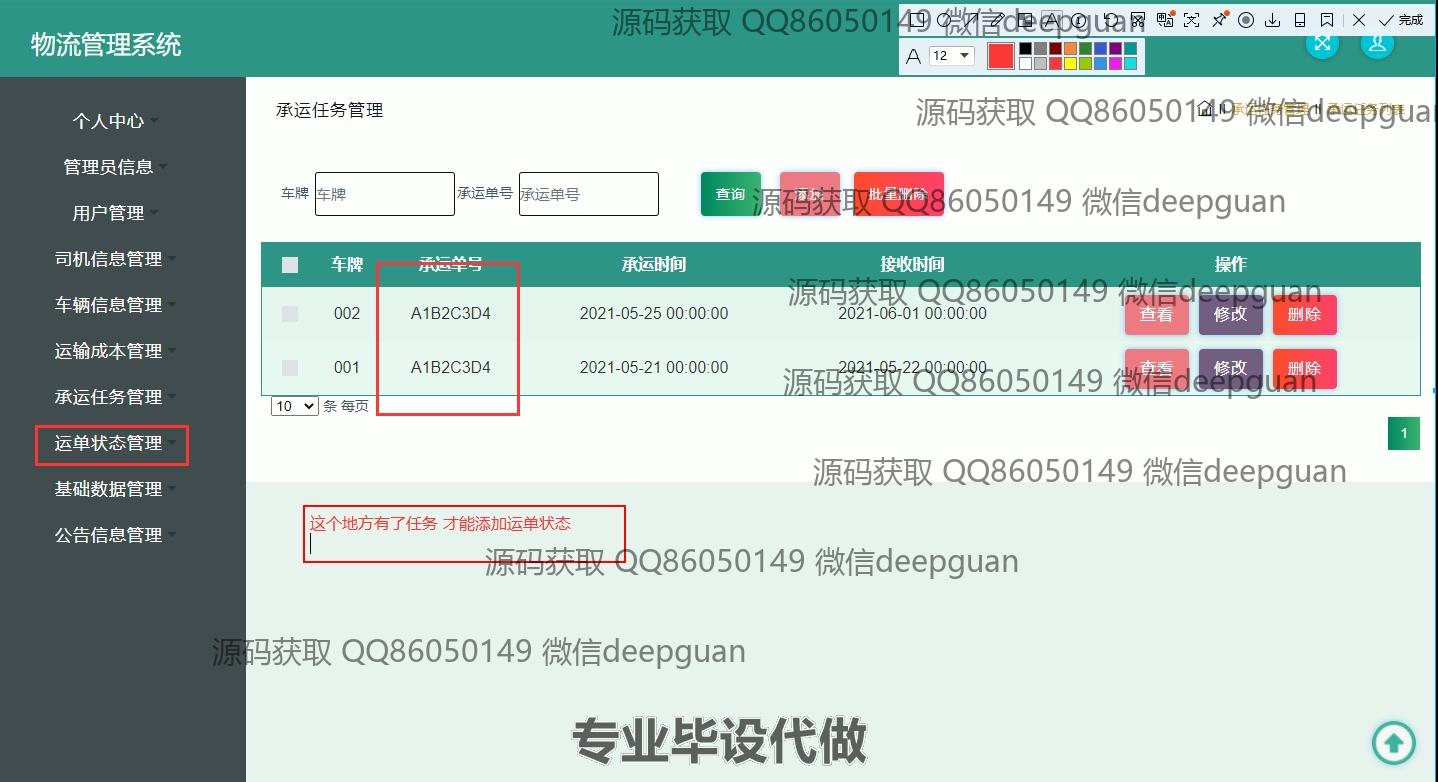 源码获取 QQ86050149 微信deepguan
完成
物流管理系统
A 12
承运任务管理
源码获取 QQ86050149 微信deepguan
承运任务管理 承运任务列表
个人中心
管理员信息
用户管理
司机信息管理
车辆信息管理
运输成本管理
承运任务管理
运单状态管理
基础数据管理
公告信息管理
车牌 车牌 承运单号 承运单号 查询 添加 批量删除
源码获取 QQ86050149 微信deepguan
车牌 承运单号 承运时间 接收时间 操作
源码获取 QQ86050149 微信deepguan
002 A1B2C3D4 2021-05-25 00:00:00 2021-06-01 00:00:00 查看 修改 删除
001 A1B2C3D4 2021-05-21 00:00:00 2021-05-22 00:00:00 查看 修改 删除
源码获取 QQ86050149 微信deepguan
10 条 每页
1
源码获取 QQ86050149 微信deepguan
这个地方有了任务 才能添加运单状态
源码获取 QQ86050149 微信deepguan
源码获取 QQ86050149 微信deepguan
专业毕设代做